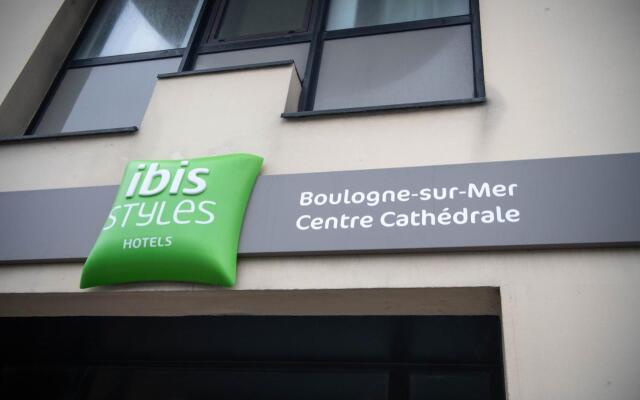 ibis
STYLES
HOTELS
Boulogne-sur-Mer
Centre Cathédrale